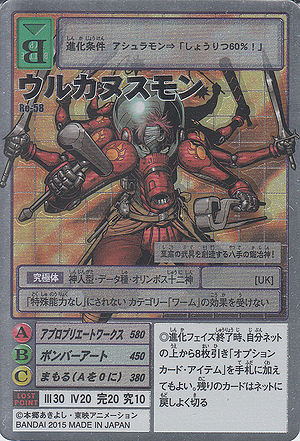 B
進化条件 アシュラモン⇒「しょうりつ60%!」
ウルカヌスモン
Re-58
至高の武具を創造する八手の鍛冶神!
究極体 神人型・データ種・オリンポス十二神 [UK]
「特殊能力なし」にされない カテゴリー「ワーム」の効果を受けない
A アプロプリエートワークス 580
B ボンバーアート 450
C まもる(Aを0に) 380
LOST POINT Ⅲ30 Ⅳ20 完20 究10
◎進化フェイズ終了時、自分ネット
の上から8枚引き「オプション
カード・アイテム」を手札に加え
てもよい。残りのカードはネットに
戻しよく切る
©本郷あきよし・東映アニメーション
BANDAI 2015 MADE IN JAPAN